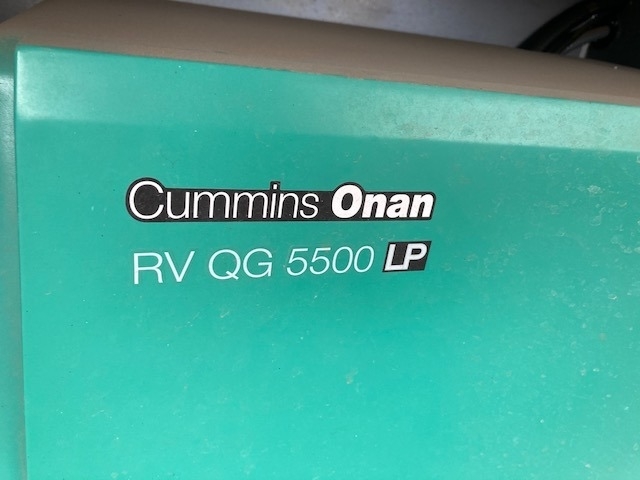 Cummins Onan
RV QG 5500 LP